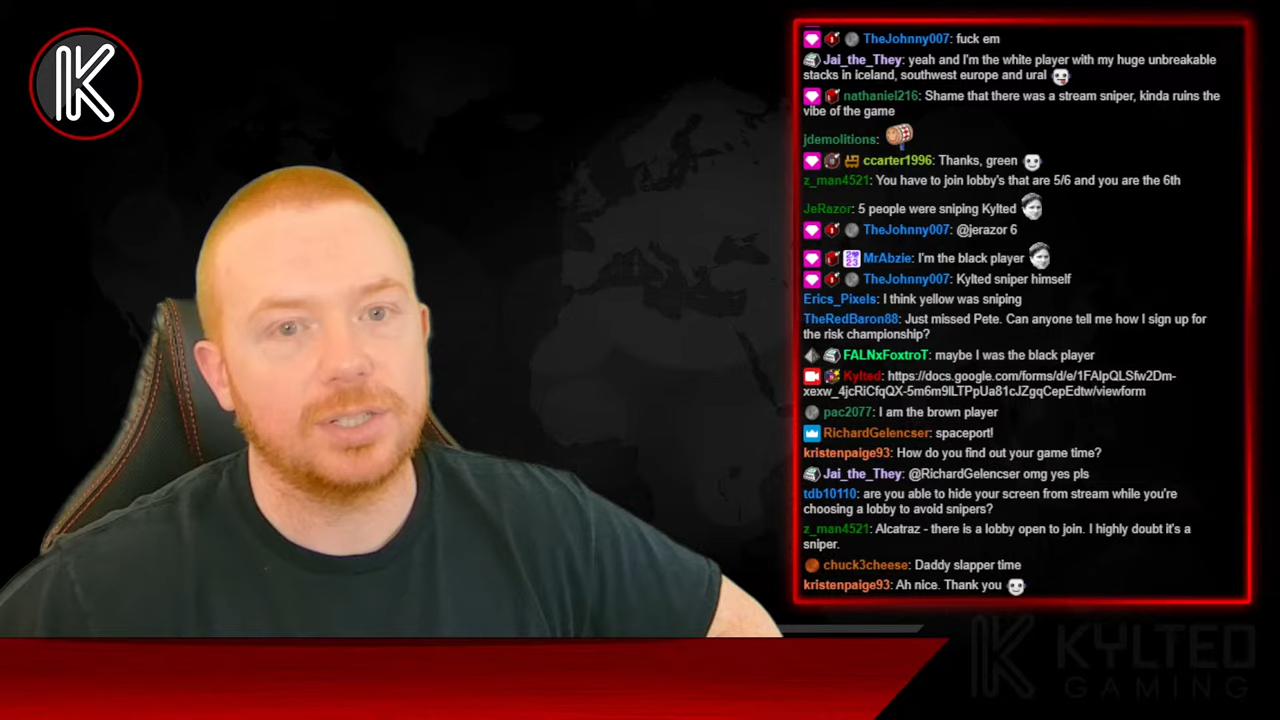 K
TheJohnny007: fuck em
Jai_the_They: yeah and I'm the white player with my huge unbreakable
stacks in iceland, southwest europe and ural
nathaniel216: Shame that there was a stream sniper, kinda ruins the
vibe of the game
jdemolitions:
ccarter1996: Thanks, green
z_man4521: You have to join lobby's that are 5/6 and you are the 6th
JeRazor: 5 people were sniping Kylted
TheJohnny007: @jerazor 6
MrAbzie: I'm the black player
TheJohnny007: Kylted sniper himself
Erics_Pixels: I think yellow was sniping
TheRedBaron88: Just missed Pete. Can anyone tell me how I sign up for
the risk championship?
FALNxFoxtroT: maybe I was the black player
Kylted: https://docs.google.com/forms/d/e/1FAIpQLSfw2Dm-
xexw_4jcRiCfqQX-5m6m9ILTPpUa81cJZgqCepEdtw/viewform
pac2077: I am the brown player
RichardGelencser: spaceport!
kristenpaige93: How do you find out your game time?
Jai_the_They: @RichardGelencser omg yes pls
tdb10110: are you able to hide your screen from stream while you're
choosing a lobby to avoid snipers?
z_man4521: Alcatraz - there is a lobby open to join. I highly doubt it's a
sniper.
chuck3cheese: Daddy slapper time
kristenpaige93: Ah nice. Thank you
KYLTED
GAMING